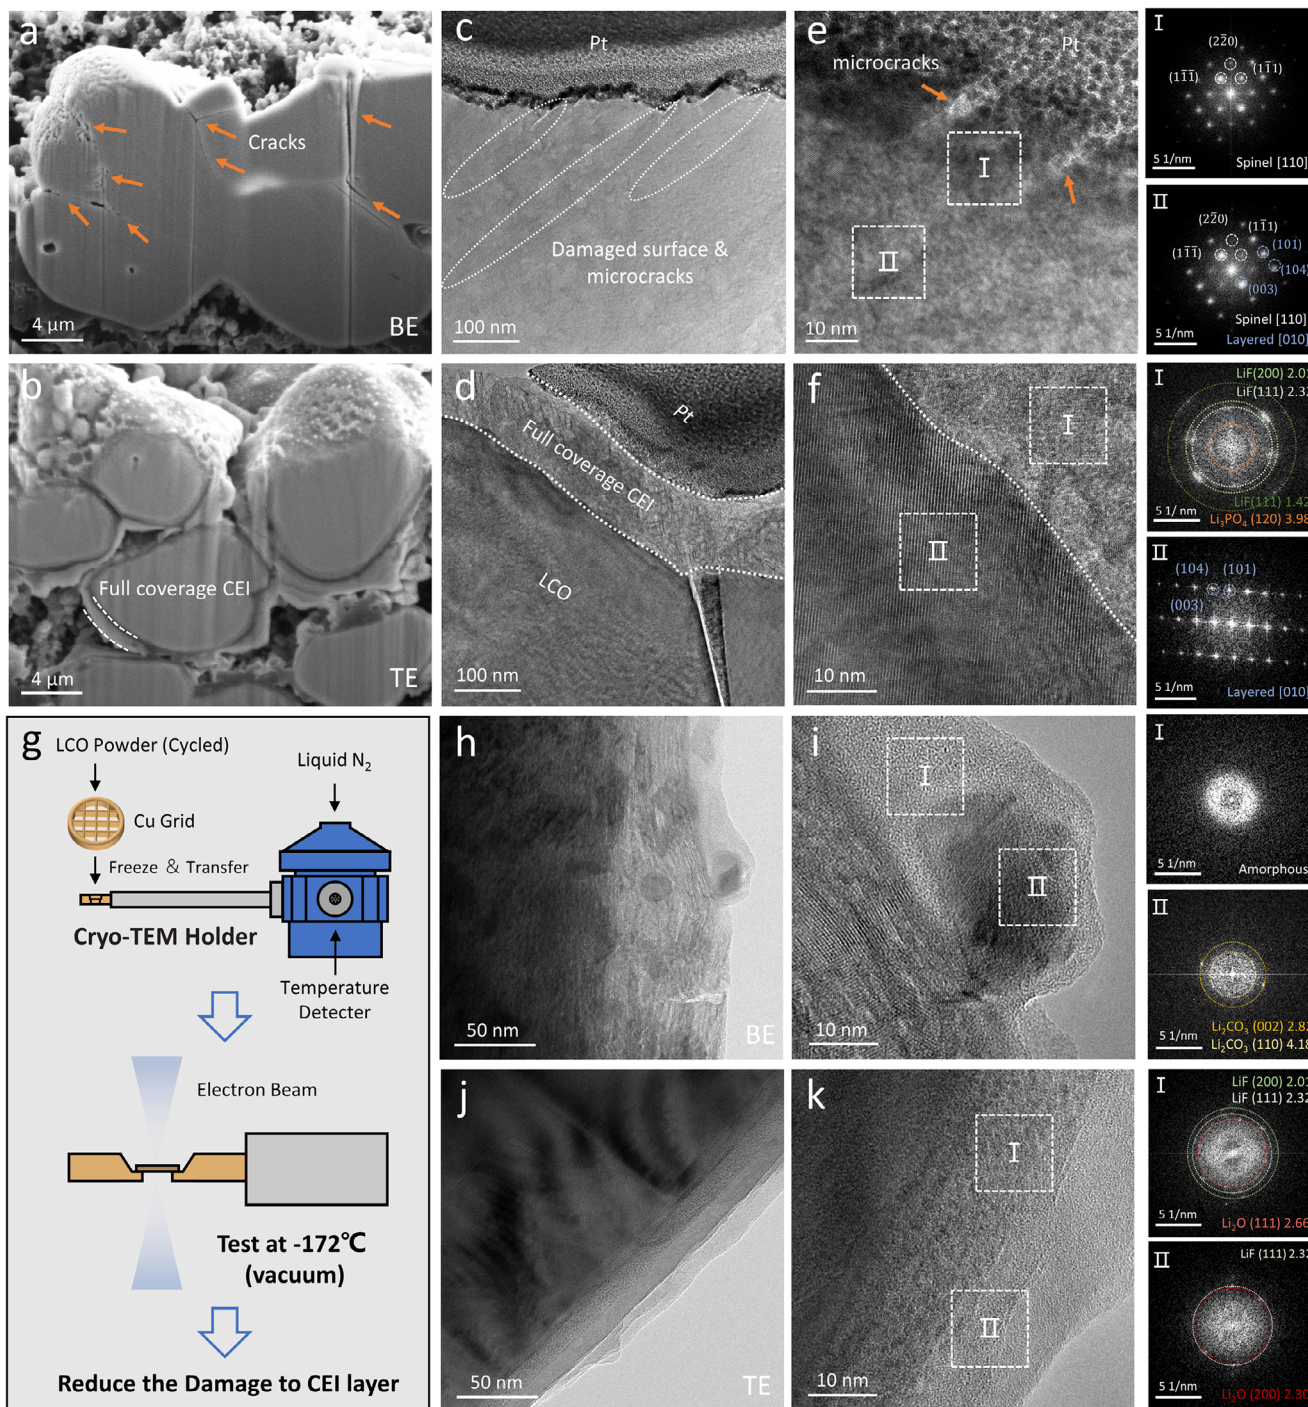 a
Cracks
4 μm
BE
c
Pt
Damaged surface &
microcracks
100 nm
e
microcracks
Pt
I
II
10 nm
I
(22̅0)
(11̅1̅)
(11̅1)
5 1/nm
Spinel [110]
II
(22̅0)
(11̅1)
(11̅1̅)
(101)
(104)
(003)
5 1/nm
Spinel [110]
Layered [010]
b
Full coverage CEI
4 μm
TE
d
Pt
Full coverage CEI
LCO
100 nm
f
I
II
10 nm
I
LiF(200) 2.01
LiF(111) 2.32
5 1/ nm
LiF(111) 1.42
Li₃PO₄ (120) 3.98
II
(104)
(101)
(003)
5 1/nm
Layered [010]
g
LCO Powder (Cycled)
Liquid N₂
Cu Grid
Freeze & Transfer
Cryo-TEM Holder
Temperature
Detecter
Electron Beam
Test at -172℃
(vacuum)
Reduce the Damage to CEI layer
h
50 nm
BE
i
I
II
10 nm
I
5 1/nm
Amorphous
II
5 1/nm
Li₂CO₃ (002) 2.82
Li₂CO₃ (110) 4.18
j
50 nm
TE
k
I
II
10 nm
I
LiF (200) 2.01
LiF (111) 2.32
5 1/nm
Li₂O (111) 2.66
II
LiF (111) 2.32
5 1/nm
Li₂O (200) 2.30